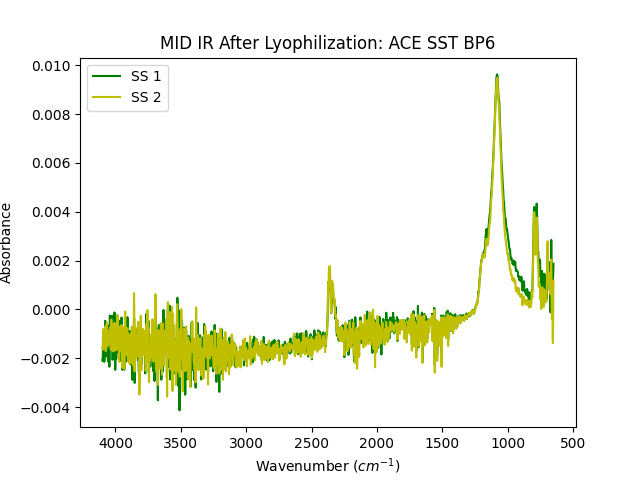 MID IR After Lyophilization: ACE SST BP6
SS 1
SS 2
0.010
0.008
0.006
0.004
0.002
0.000
−0.002
−0.004
Absorbance
4000 3500 3000 2500 2000 1500 1000 500
Wavenumber (cm⁻¹)